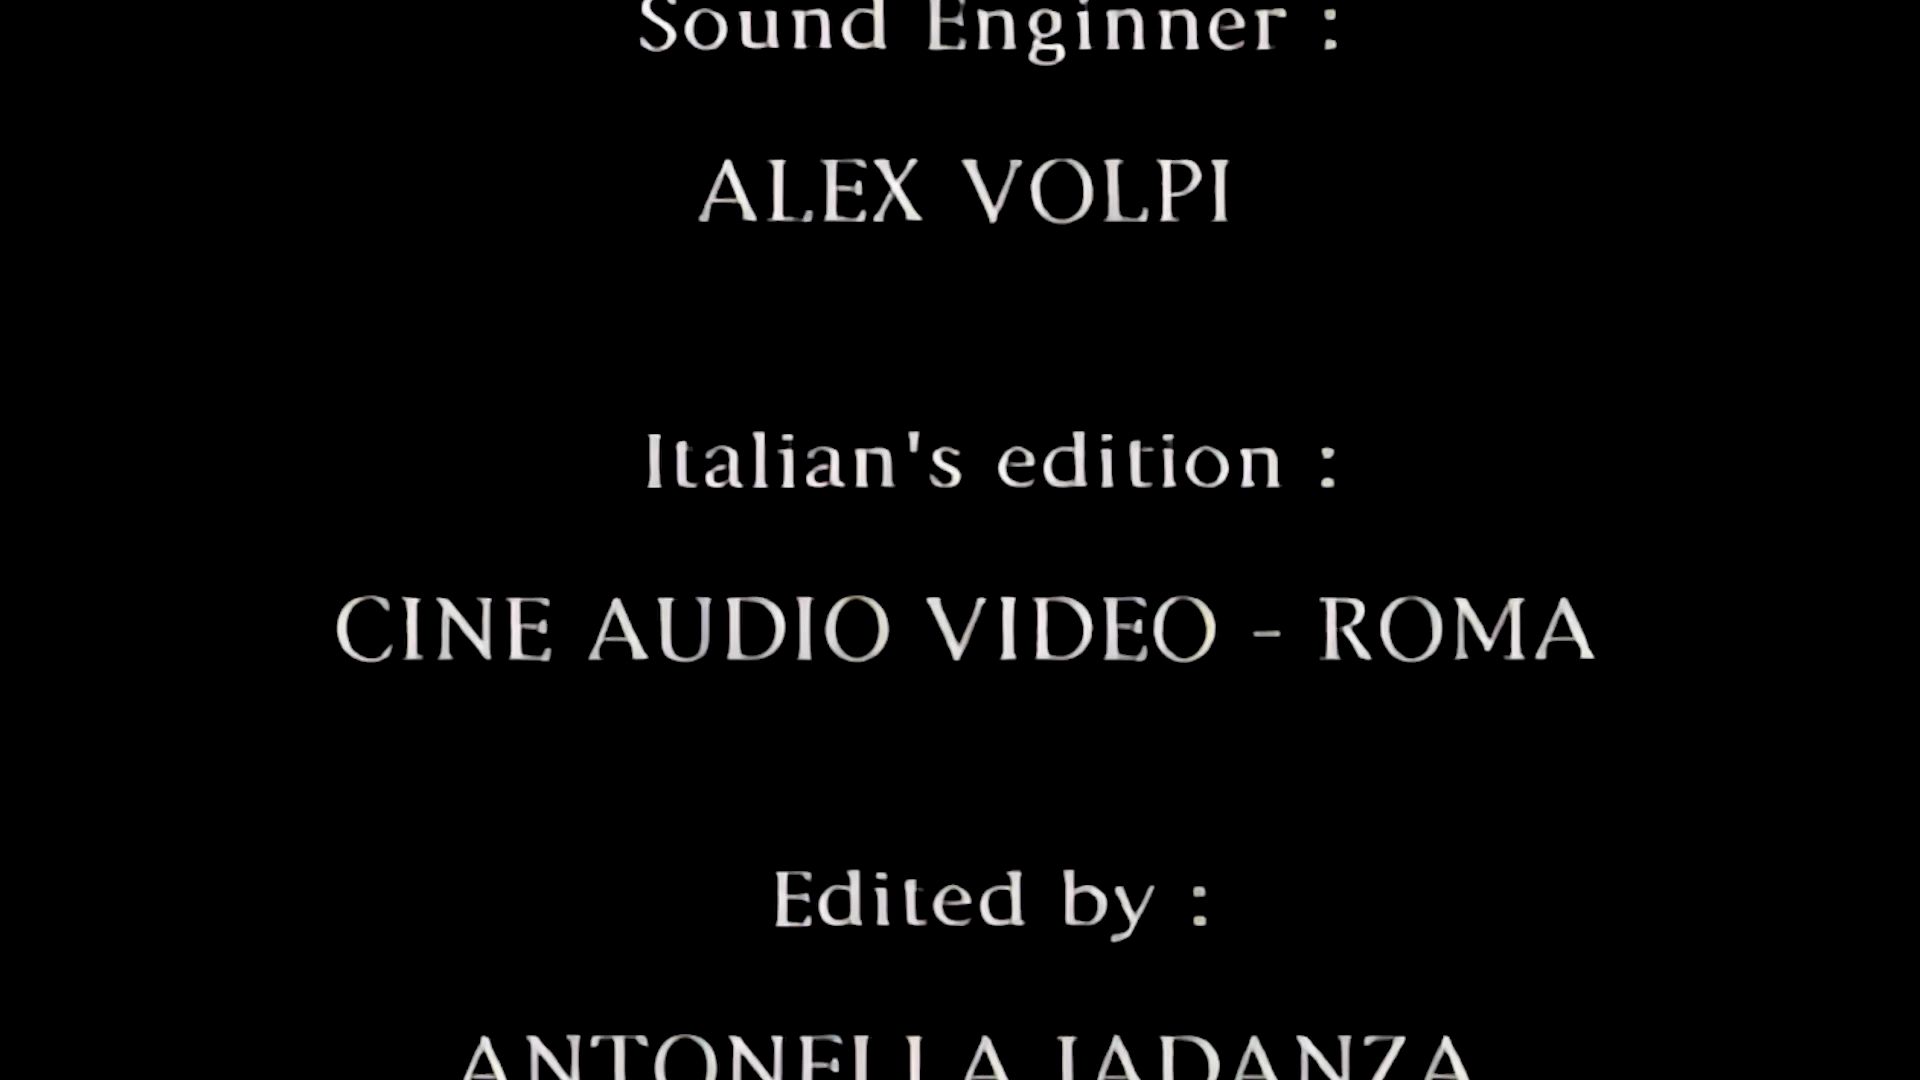 Sound Enginner :
ALEX VOLPI
Italian's edition :
CINE AUDIO VIDEO - ROMA
Edited by :
ANTONELLA IADANZA